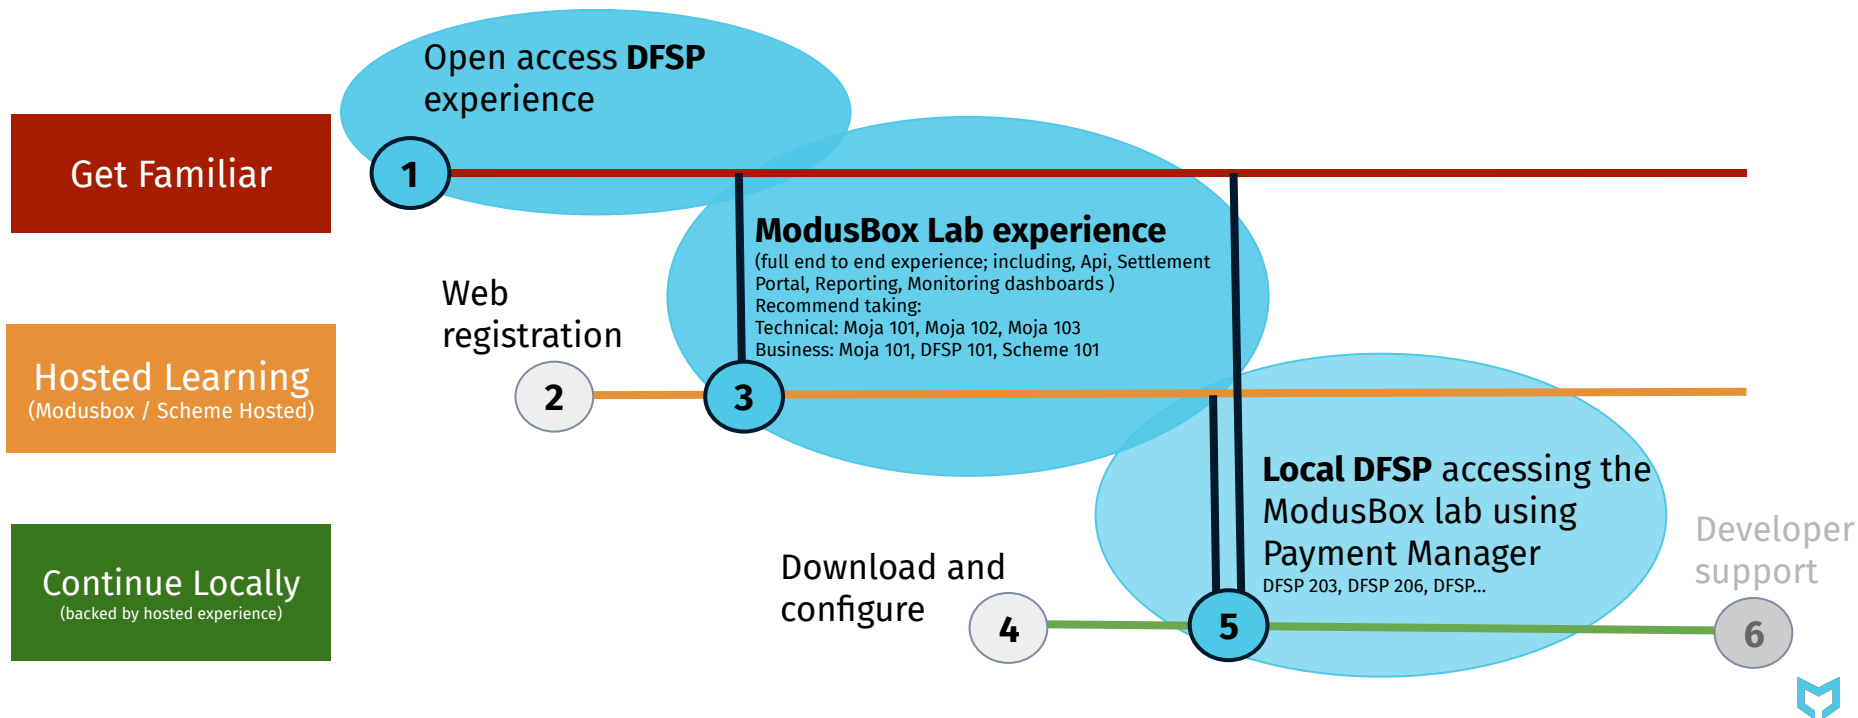 Open access DFSP
experience
Get Familiar
1
ModusBox Lab experience
(full end to end experience; including, Api, Settlement
Portal, Reporting, Monitoring dashboards )
Recommend taking:
Technical: Moja 101, Moja 102, Moja 103
Business: Moja 101, DFSP 101, Scheme 101
Web
registration
Hosted Learning
(Modusbox / Scheme Hosted)
2
3
Local DFSP accessing the
ModusBox lab using
Payment Manager
DFSP 203, DFSP 206, DFSP...
Download and
configure
Developer
support
Continue Locally
(backed by hosted experience)
4
5
6